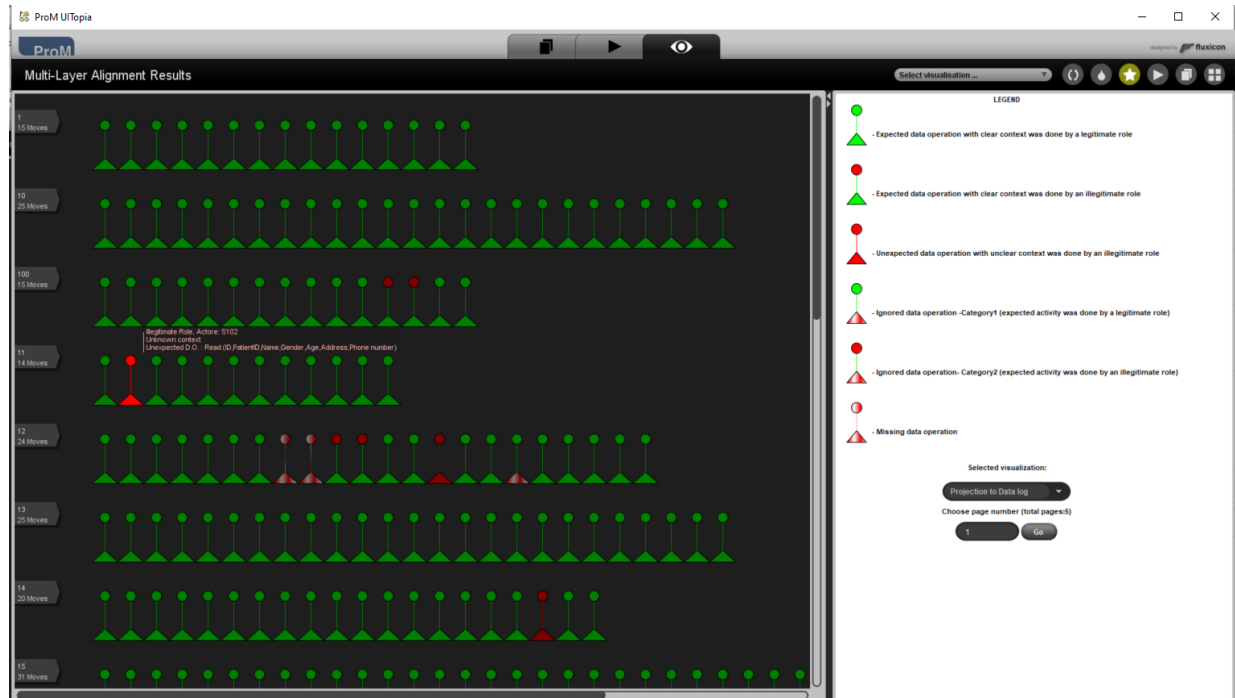 ProM UITopia
ProM
designed by fluxicon
Multi-Layer Alignment Results
Select visualisation ...
1
15 Moves
10
25 Moves
100
15 Moves
Illegitimate Role, Actore: S102
Unknown context
Unexpected D.O. : Read:(ID,PatientID,Name,Gender,Age,Address,Phone number)
11
14 Moves
12
24 Moves
13
25 Moves
14
20 Moves
15
31 Moves
LEGEND
- Expected data operation with clear context was done by a legitimate role
- Expected data operation with clear context was done by an illegitimate role
- Unexpected data operation with unclear context was done by an illegitimate role
- Ignored data operation -Category1 (expected activity was done by a legitimate role)
- Ignored data operation- Category2 (expected activity was done by an illegitimate role)
- Missing data operation
Selected visualization:
Projection to Data log
Choose page number (total pages:5)
1
Go